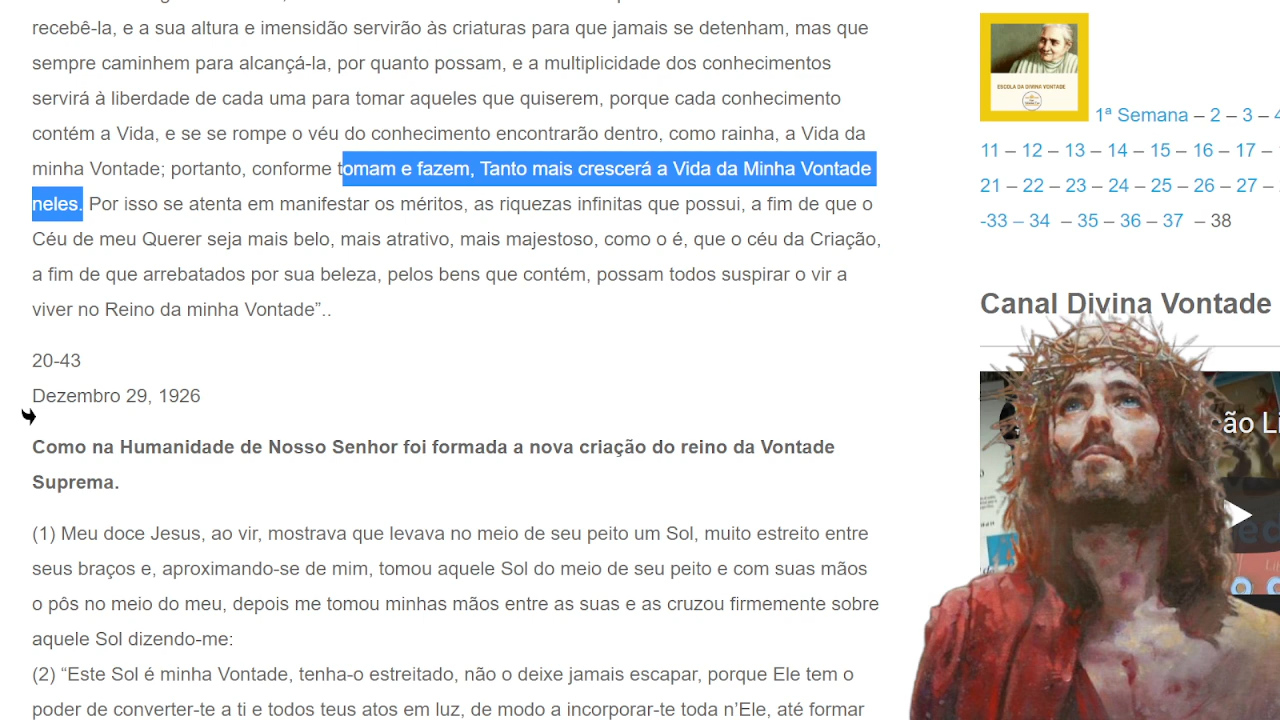 recebê-la, e a sua altura e imensidão servirão às criaturas para que jamais se detenham, mas que
sempre caminhem para alcançá-la, por quanto possam, e a multiplicidade dos conhecimentos
servirá à liberdade de cada uma para tomar aqueles que quiserem, porque cada conhecimento
contém a Vida, e se se rompe o véu do conhecimento encontrarão dentro, como rainha, a Vida da
minha Vontade; portanto, conforme tomam e fazem, Tanto mais crescerá a Vida da Minha Vontade
neles. Por isso se atenta em manifestar os méritos, as riquezas infinitas que possui, a fim de que o
Céu de meu Querer seja mais belo, mais atrativo, mais majestoso, como o é, que o céu da Criação,
a fim de que arrebatados por sua beleza, pelos bens que contém, possam todos suspirar o vir a
viver no Reino da minha Vontade”..
20-43
Dezembro 29, 1926
Como na Humanidade de Nosso Senhor foi formada a nova criação do reino da Vontade
Suprema.
(1) Meu doce Jesus, ao vir, mostrava que levava no meio de seu peito um Sol, muito estreito entre
seus braços e, aproximando-se de mim, tomou aquele Sol do meio de seu peito e com suas mãos
o pôs no meio do meu, depois me tomou minhas mãos entre as suas e as cruzou firmemente sobre
aquele Sol dizendo-me:
(2) “Este Sol é minha Vontade, tenha-o estreitado, não o deixe jamais escapar, porque Ele tem o
poder de converter-te a ti e todos teus atos em luz, de modo a incorporar-te toda n’Ele, até formar
ESCOLA DA DIVINA VONTADE
1ª Semana – 2 – 3 – 4
11 – 12 – 13 – 14 – 15 – 16 – 17 –
21 – 22 – 23 – 24 – 25 – 26 – 27 –
-33 – 34 – 35 – 36 – 37 – 38
Canal Divina Vontade
ão Li